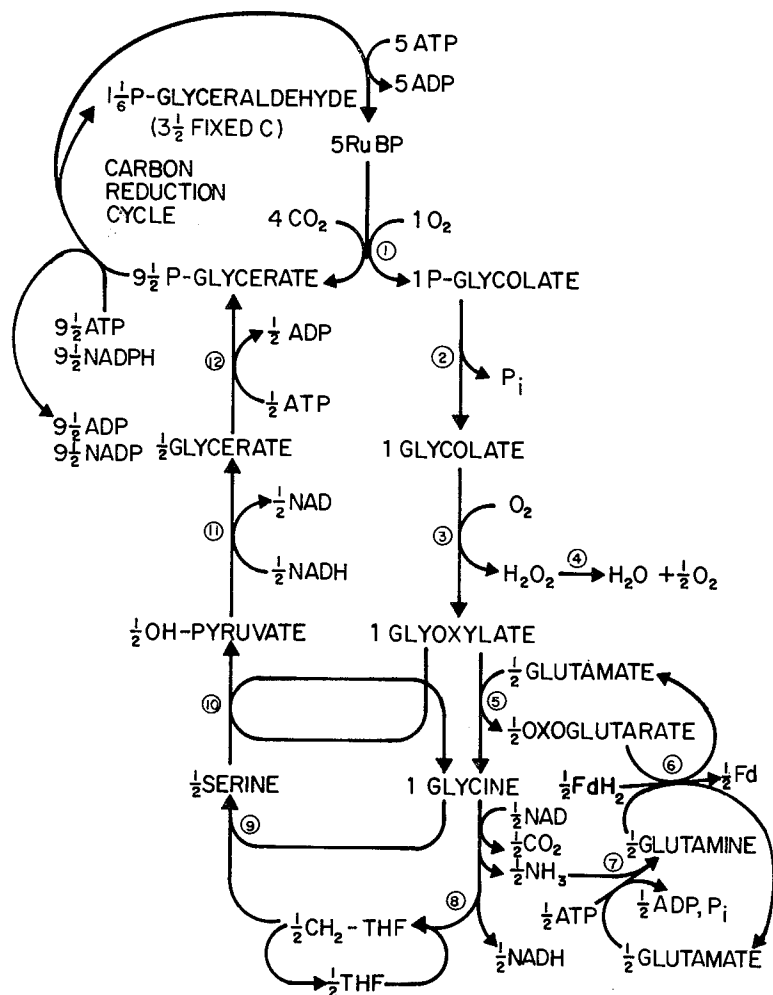 5 ATP
5 ADP
1 1/6 P-GLYCERALDEHYDE
(3 1/2 FIXED C)
5 RuBP
CARBON
REDUCTION
CYCLE
4 CO₂
1 O₂
①
9 1/2 P-GLYCERATE
1 P-GLYCOLATE
9 1/2 ATP
9 1/2 NADPH
1/2 ADP
⑫
1/2 ATP
②
Pi
9 1/2 ADP
9 1/2 NADP
1/2 GLYCERATE
1 GLYCOLATE
1/2 NAD
⑪
1/2 NADH
O₂
③
H₂O₂
④
H₂O + 1/2 O₂
1/2 OH-PYRUVATE
1 GLYOXYLATE
⑩
⑤
1/2 GLUTAMATE
1/2 OXOGLUTARATE
⑥
1/2 FdH₂
1/2 Fd
1/2 SERINE
1 GLYCINE
⑨
1/2 NAD
1/2 CO₂
1/2 NH₃
⑦
1/2 GLUTAMINE
1/2 ATP
1/2 ADP, Pi
⑧
1/2 CH₂-THF
1/2 THF
1/2 NADH
1/2 GLUTAMATE